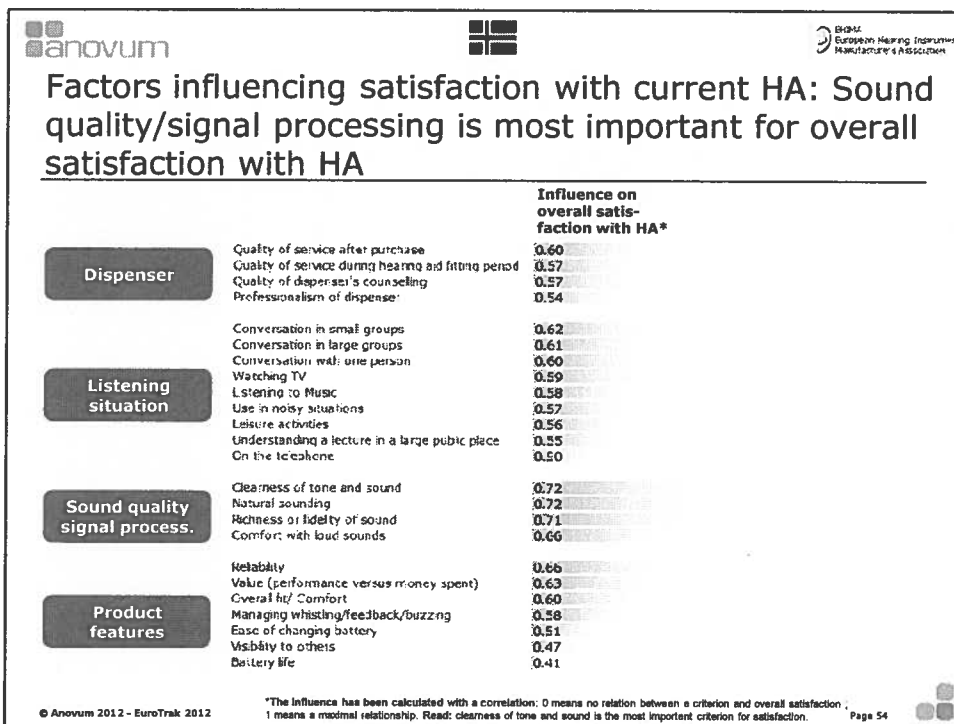 anovum
EHIMA
European Hearing Instrument
Manufacturers Association
Factors influencing satisfaction with current HA: Sound
quality/signal processing is most important for overall
satisfaction with HA
Influence on
overall satis-
faction with HA*
Dispenser
Quality of service after purchase 0.60
Quality of service during hearing aid fitting period 0.57
Quality of dispenser's counseling 0.57
Professionalism of dispenser 0.54
Listening
situation
Conversation in small groups 0.62
Conversation in large groups 0.61
Conversation with one person 0.60
Watching TV 0.59
Listening to Music 0.58
Use in noisy situations 0.57
Leisure activities 0.56
Understanding a lecture in a large public place 0.55
On the telephone 0.50
Sound quality
signal process.
Clearness of tone and sound 0.72
Natural sounding 0.72
Richness or fidelity of sound 0.71
Comfort with loud sounds 0.66
Product
features
Reliability 0.66
Value (performance versus money spent) 0.63
Overall fit/ Comfort 0.60
Managing whistling/feedback/buzzing 0.58
Ease of changing battery 0.51
Visibility to others 0.47
Battery life 0.41
© Anovum 2012 - EuroTrak 2012
*The influence has been calculated with a correlation: 0 means no relation between a criterion and overall satisfaction ;
1 means a maximal relationship. Read: clearness of tone and sound is the most important criterion for satisfaction.
Page 54